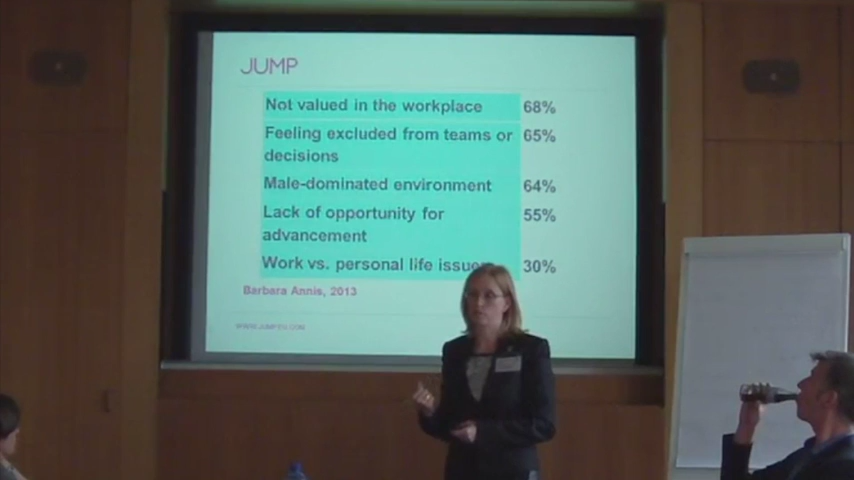 JUMP
Not valued in the workplace 68%
Feeling excluded from teams or 65%
decisions
Male-dominated environment 64%
Lack of opportunity for 55%
advancement
Work vs. personal life issues 30%
Barbara Annis, 2013